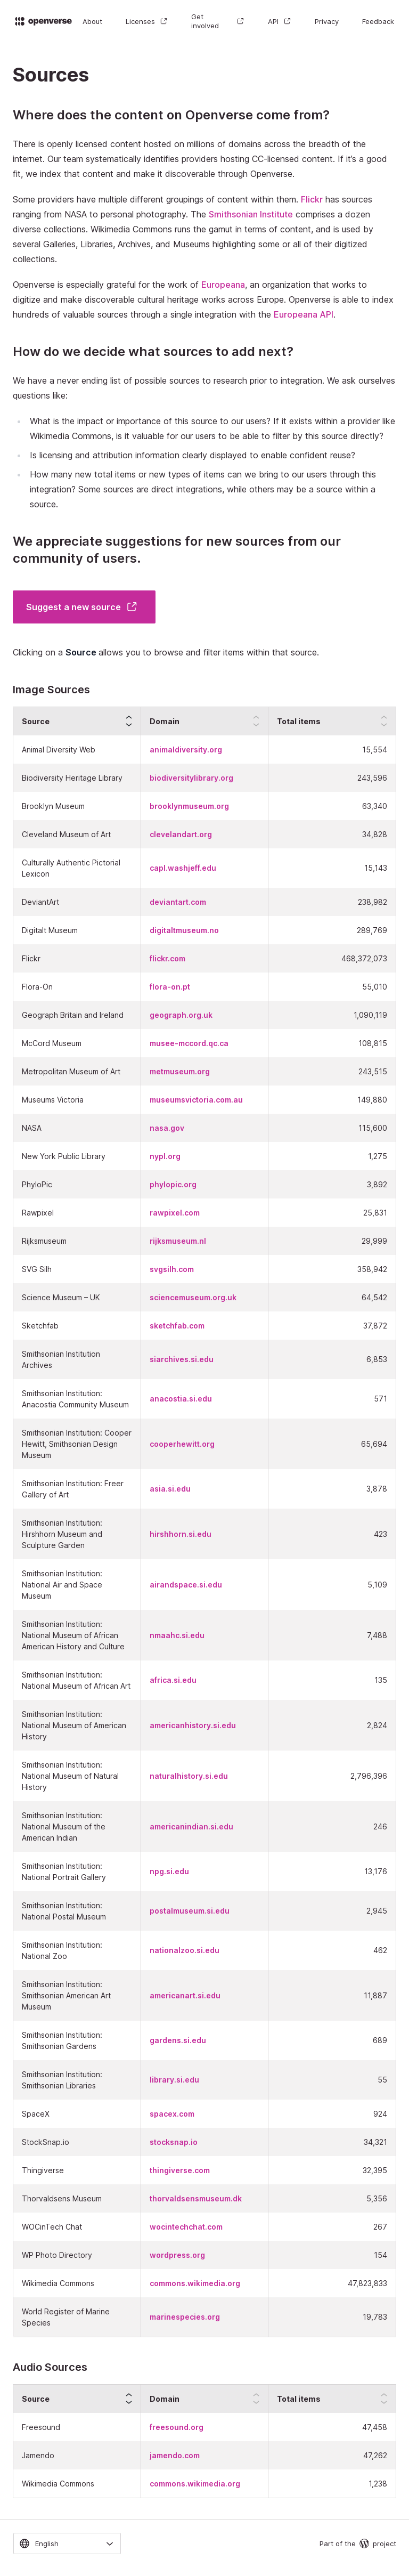 openverse About Licenses Get involved API Privacy Feedback
Sources
Where does the content on Openverse come from?
There is openly licensed content hosted on millions of domains across the breadth of the
internet. Our team systematically identifies providers hosting CC-licensed content. If it's a good
fit, we index that content and make it discoverable through Openverse.
Some providers have multiple different groupings of content within them. Flickr has sources
ranging from NASA to personal photography. The Smithsonian Institute comprises a dozen
diverse collections. Wikimedia Commons runs the gamut in terms of content, and is used by
several Galleries, Libraries, Archives, and Museums highlighting some or all of their digitized
collections.
Openverse is especially grateful for the work of Europeana, an organization that works to
digitize and make discoverable cultural heritage works across Europe. Openverse is able to index
hundreds of valuable sources through a single integration with the Europeana API.
How do we decide what sources to add next?
We have a never ending list of possible sources to research prior to integration. We ask ourselves
questions like:
What is the impact or importance of this source to our users? If it exists within a provider like
Wikimedia Commons, is it valuable for our users to be able to filter by this source directly?
Is licensing and attribution information clearly displayed to enable confident reuse?
How many new total items or new types of items can we bring to our users through this
integration? Some sources are direct integrations, while others may be a source within a
source.
We appreciate suggestions for new sources from our
community of users.
Suggest a new source
Clicking on a Source allows you to browse and filter items within that source.
Image Sources
Source Domain Total items
Animal Diversity Web animaldiversity.org 15,554
Biodiversity Heritage Library biodiversitylibrary.org 243,596
Brooklyn Museum brooklynmuseum.org 63,340
Cleveland Museum of Art clevelandart.org 34,828
Culturally Authentic Pictorial
Lexicon capl.washjeff.edu 15,143
DeviantArt deviantart.com 238,982
Digitalt Museum digitaltmuseum.no 289,769
Flickr flickr.com 468,372,073
Flora-On flora-on.pt 55,010
Geograph Britain and Ireland geograph.org.uk 1,090,119
McCord Museum musee-mccord.qc.ca 108,815
Metropolitan Museum of Art metmuseum.org 243,515
Museums Victoria museumsvictoria.com.au 149,880
NASA nasa.gov 115,600
New York Public Library nypl.org 1,275
PhyloPic phylopic.org 3,892
Rawpixel rawpixel.com 25,831
Rijksmuseum rijksmuseum.nl 29,999
SVG Silh svgsilh.com 358,942
Science Museum – UK sciencemuseum.org.uk 64,542
Sketchfab sketchfab.com 37,872
Smithsonian Institution
Archives siarchives.si.edu 6,853
Smithsonian Institution:
Anacostia Community Museum anacostia.si.edu 571
Smithsonian Institution: Cooper
Hewitt, Smithsonian Design
Museum cooperhewitt.org 65,694
Smithsonian Institution: Freer
Gallery of Art asia.si.edu 3,878
Smithsonian Institution:
Hirshhorn Museum and
Sculpture Garden hirshhorn.si.edu 423
Smithsonian Institution:
National Air and Space
Museum airandspace.si.edu 5,109
Smithsonian Institution:
National Museum of African
American History and Culture nmaahc.si.edu 7,488
Smithsonian Institution:
National Museum of African Art africa.si.edu 135
Smithsonian Institution:
National Museum of American
History americanhistory.si.edu 2,824
Smithsonian Institution:
National Museum of Natural
History naturalhistory.si.edu 2,796,396
Smithsonian Institution:
National Museum of the
American Indian americanindian.si.edu 246
Smithsonian Institution:
National Portrait Gallery npg.si.edu 13,176
Smithsonian Institution:
National Postal Museum postalmuseum.si.edu 2,945
Smithsonian Institution:
National Zoo nationalzoo.si.edu 462
Smithsonian Institution:
Smithsonian American Art
Museum americanart.si.edu 11,887
Smithsonian Institution:
Smithsonian Gardens gardens.si.edu 689
Smithsonian Institution:
Smithsonian Libraries library.si.edu 55
SpaceX spacex.com 924
StockSnap.io stocksnap.io 34,321
Thingiverse thingiverse.com 32,395
Thorvaldsens Museum thorvaldsensmuseum.dk 5,356
WOCinTech Chat wocintechchat.com 267
WP Photo Directory wordpress.org 154
Wikimedia Commons commons.wikimedia.org 47,823,833
World Register of Marine
Species marinespecies.org 19,783
Audio Sources
Source Domain Total items
Freesound freesound.org 47,458
Jamendo jamendo.com 47,262
Wikimedia Commons commons.wikimedia.org 1,238
English Part of the project